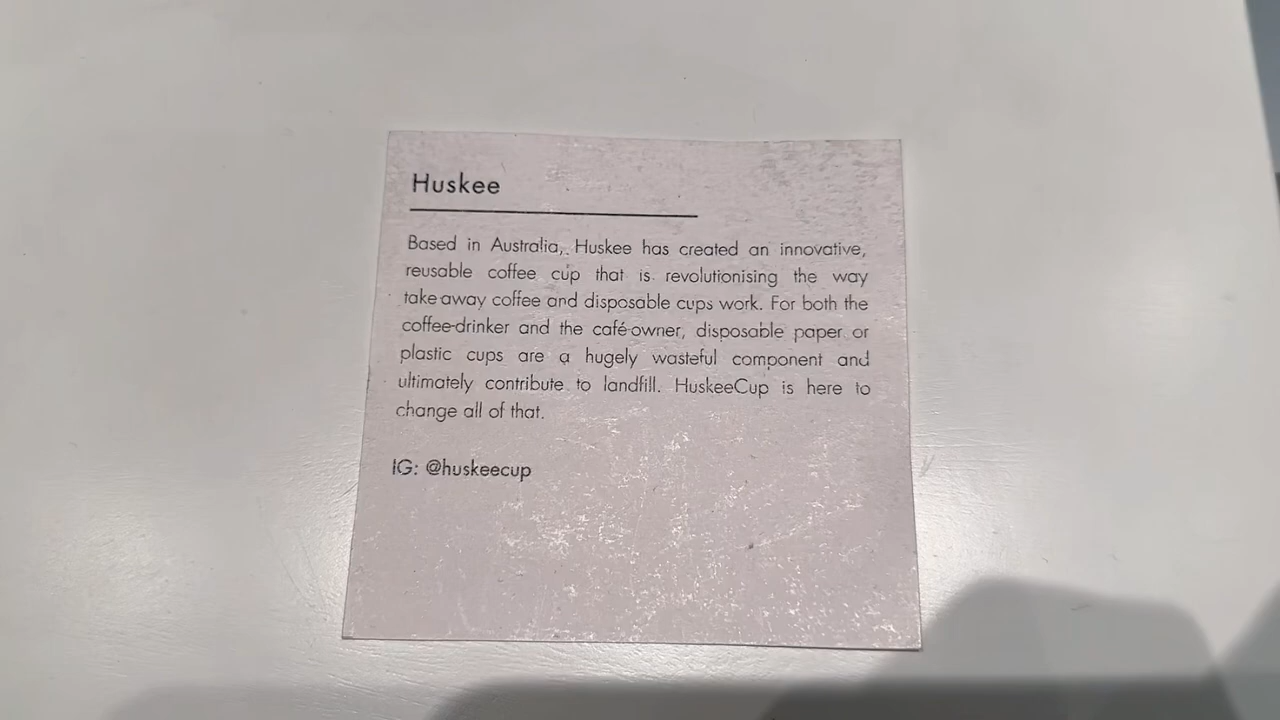 Huskee
Based in Australia, Huskee has created an innovative,
reusable coffee cup that is revolutionising the way
take away coffee and disposable cups work. For both the
coffee-drinker and the café-owner, disposable paper or
plastic cups are a hugely wasteful component and
ultimately contribute to landfill. HuskeeCup is here to
change all of that.
IG: @huskeecup